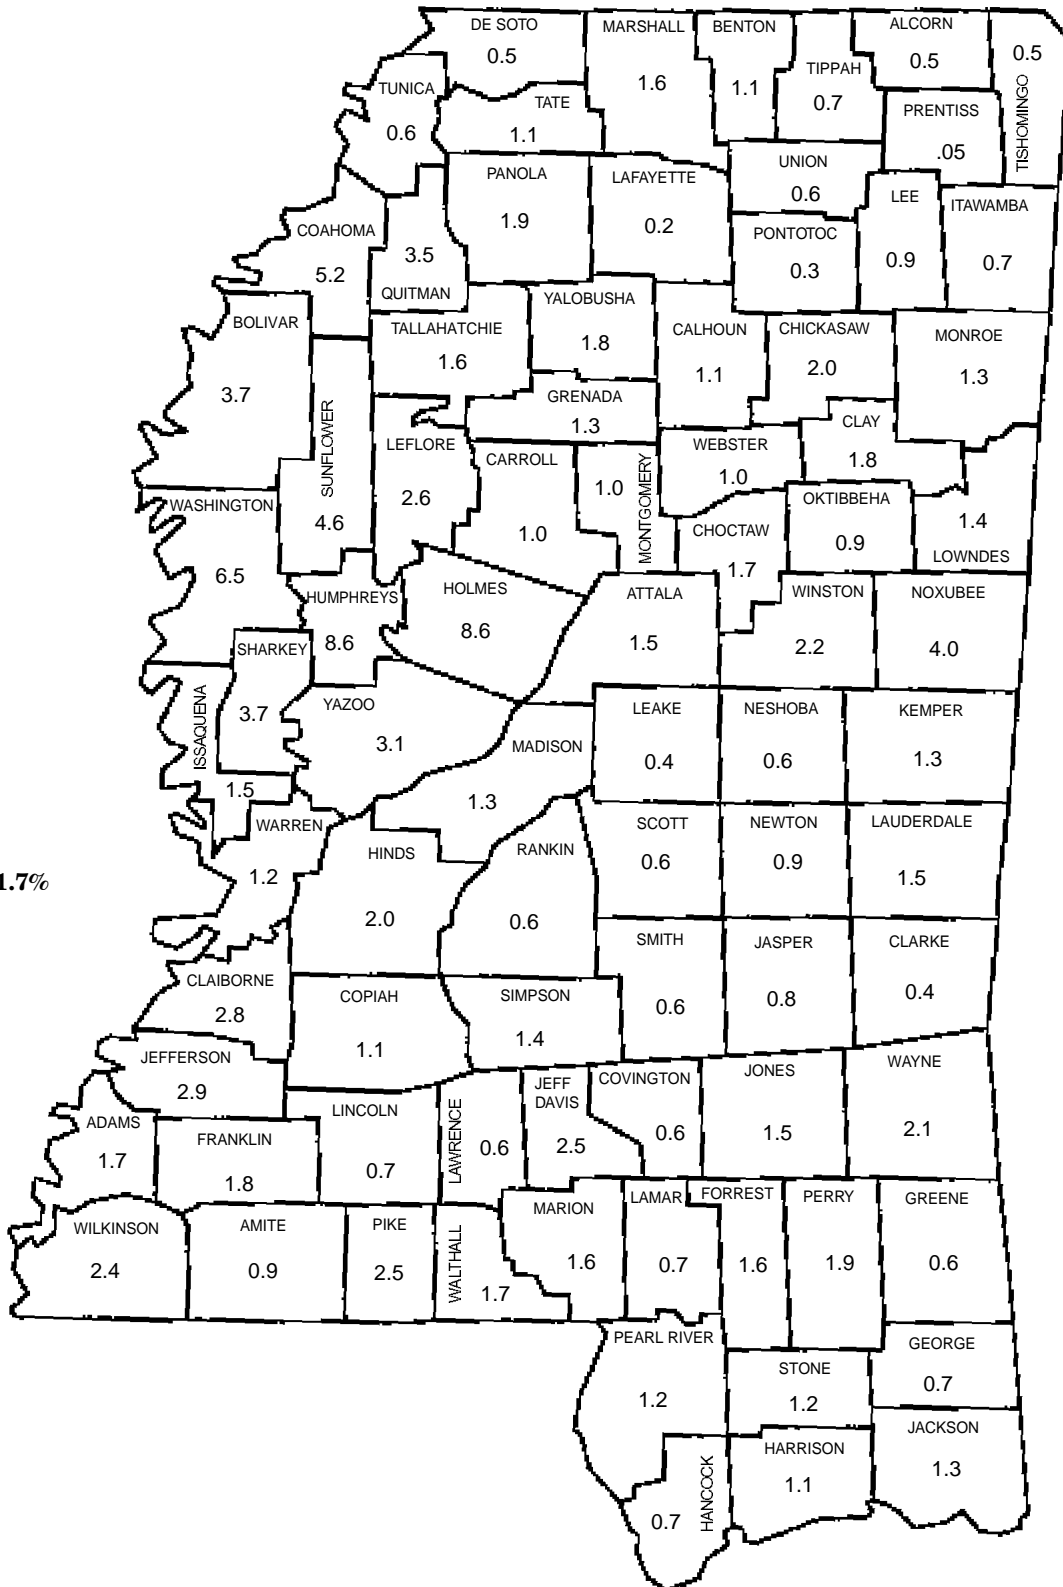 DE SOTO
0.5
MARSHALL
1.6
BENTON
1.1
TIPPAH
0.7
ALCORN
0.5
0.5
TISHOMINGO
TUNICA
0.6
TATE
1.1
PRENTISS
.05
PANOLA
1.9
LAFAYETTE
0.2
UNION
0.6
LEE
0.9
ITAWAMBA
0.7
COAHOMA
5.2
3.5
QUITMAN
PONTOTOC
0.3
BOLIVAR
3.7
TALLAHATCHIE
1.6
YALOBUSHA
1.8
CALHOUN
1.1
CHICKASAW
2.0
MONROE
1.3
SUNFLOWER
4.6
GRENADA
1.3
LEFLORE
2.6
CARROLL
1.0
1.0
MONTGOMERY
WEBSTER
1.0
CLAY
1.8
WASHINGTON
6.5
CHOCTAW
1.7
OKTIBBEHA
0.9
1.4
LOWNDES
HUMPHREYS
8.6
HOLMES
8.6
ATTALA
1.5
WINSTON
2.2
NOXUBEE
4.0
SHARKEY
3.7
ISSAQUENA
1.5
YAZOO
3.1
MADISON
1.3
LEAKE
0.4
NESHOBA
0.6
KEMPER
1.3
WARREN
1.2
HINDS
2.0
RANKIN
0.6
SCOTT
0.6
NEWTON
0.9
LAUDERDALE
1.5
1.7%
SMITH
0.6
JASPER
0.8
CLARKE
0.4
CLAIBORNE
2.8
COPIAH
1.1
SIMPSON
1.4
JEFFERSON
2.9
ADAMS
1.7
FRANKLIN
1.8
LINCOLN
0.7
LAWRENCE
0.6
JEFF
DAVIS
2.5
COVINGTON
0.6
JONES
1.5
WAYNE
2.1
WILKINSON
2.4
AMITE
0.9
PIKE
2.5
WALTHALL
1.7
MARION
1.6
LAMAR
0.7
FORREST
1.6
PERRY
1.9
GREENE
0.6
PEARL RIVER
1.2
STONE
1.2
GEORGE
0.7
HANCOCK
0.7
HARRISON
1.1
JACKSON
1.3